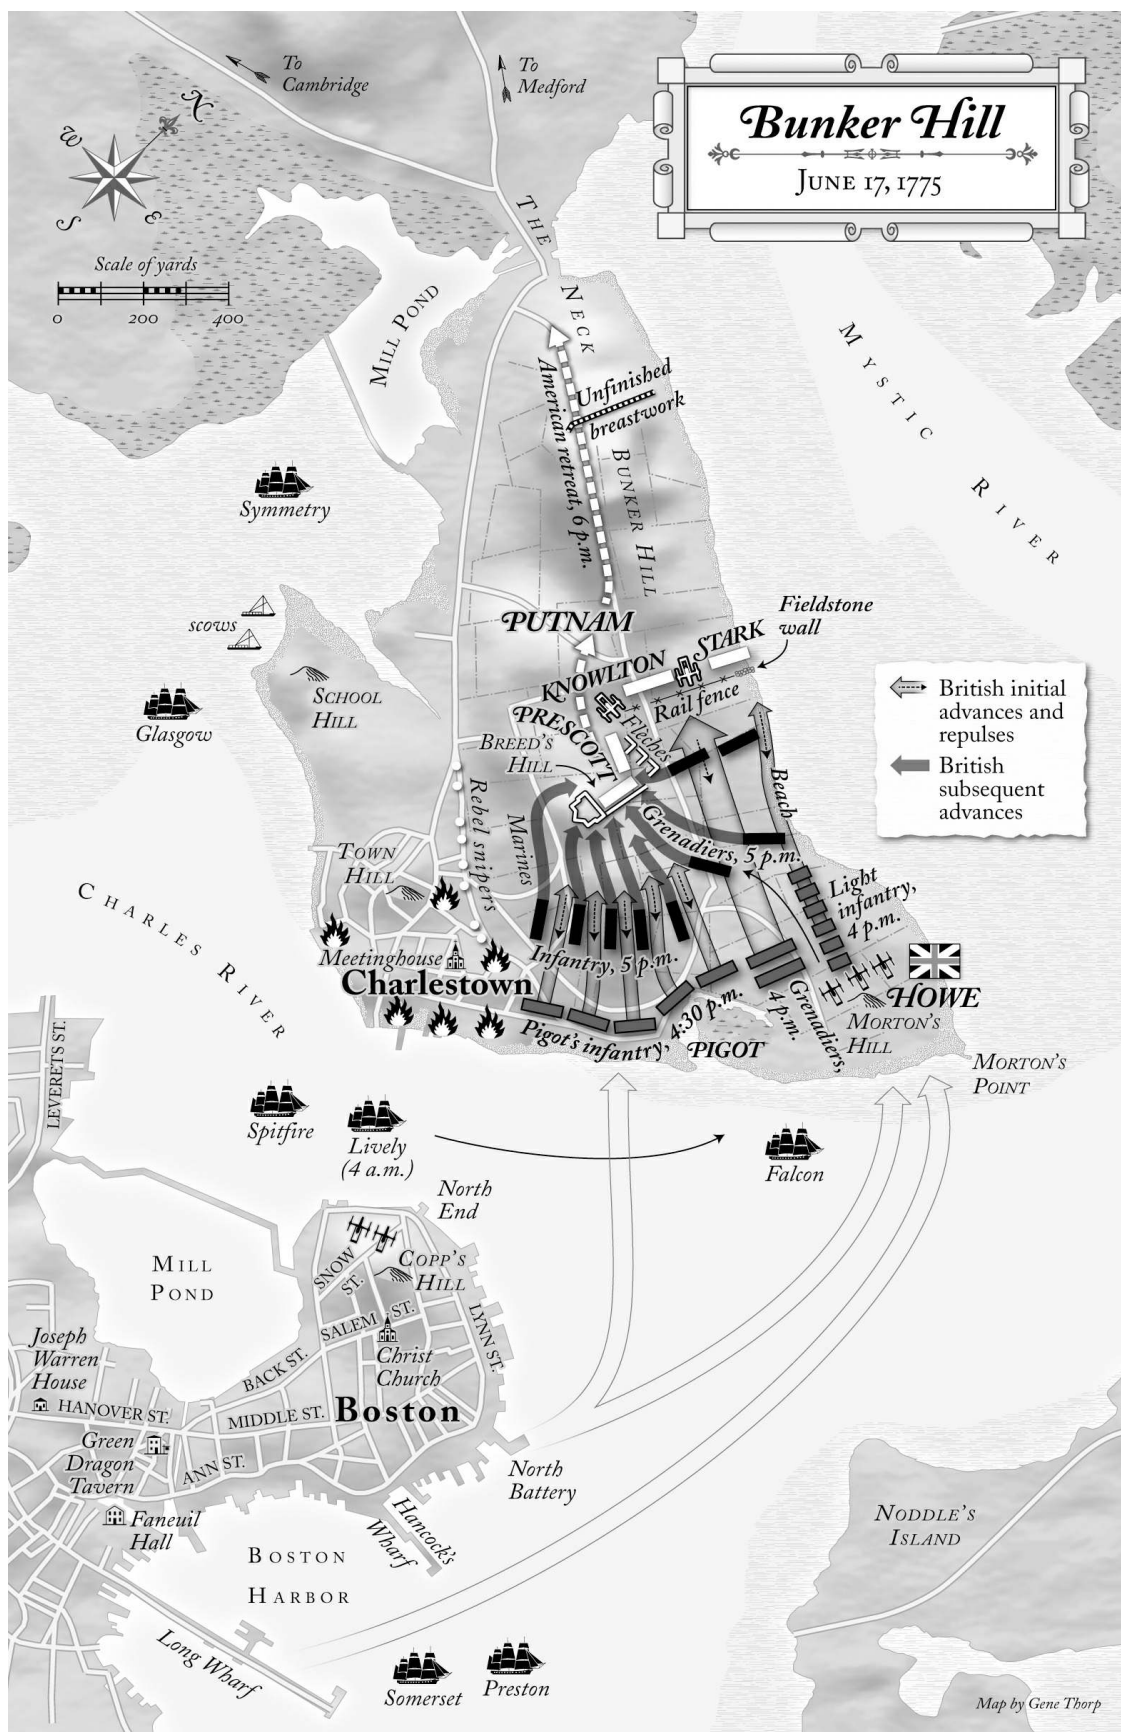 Bunker Hill
JUNE 17, 1775
To
Cambridge
To
Medford
N
W
S
E
Scale of yards
0 200 400
THE
NECK
MILL POND
MYSTIC
RIVER
Unfinished
breastwork
American retreat, 6 p.m.
BUNKER HILL
Symmetry
scows
SCHOOL
HILL
Glasgow
PUTNAM
Fieldstone
wall
STARK
KNOWLTON
Rail fence
PRESCOTT
Flèches
BREED'S
HILL
British initial
advances and
repulses
British
subsequent
advances
Beach
Rebel snipers
Marines
Grenadiers, 5 p.m.
TOWN
HILL
Light
infantry,
4 p.m.
CHARLES RIVER
Meetinghouse
Charlestown
Infantry, 5 p.m.
HOWE
Pigot's infantry, 4:30 p.m.
Grenadiers,
4 p.m.
MORTON'S
HILL
PIGOT
MORTON'S
POINT
LEVERETS ST.
Spitfire
Lively
(4 a.m.)
Falcon
North
End
MILL
POND
SNOW
ST.
COPP'S
HILL
SALEM ST.
LYNN ST.
Joseph
Warren
House
BACK ST.
Christ
Church
HANOVER ST.
MIDDLE ST.
Boston
Green
Dragon
Tavern
ANN ST.
North
Battery
Faneuil
Hall
Hancock's
Wharf
BOSTON
HARBOR
NODDLE'S
ISLAND
Long Wharf
Somerset
Preston
Map by Gene Thorp